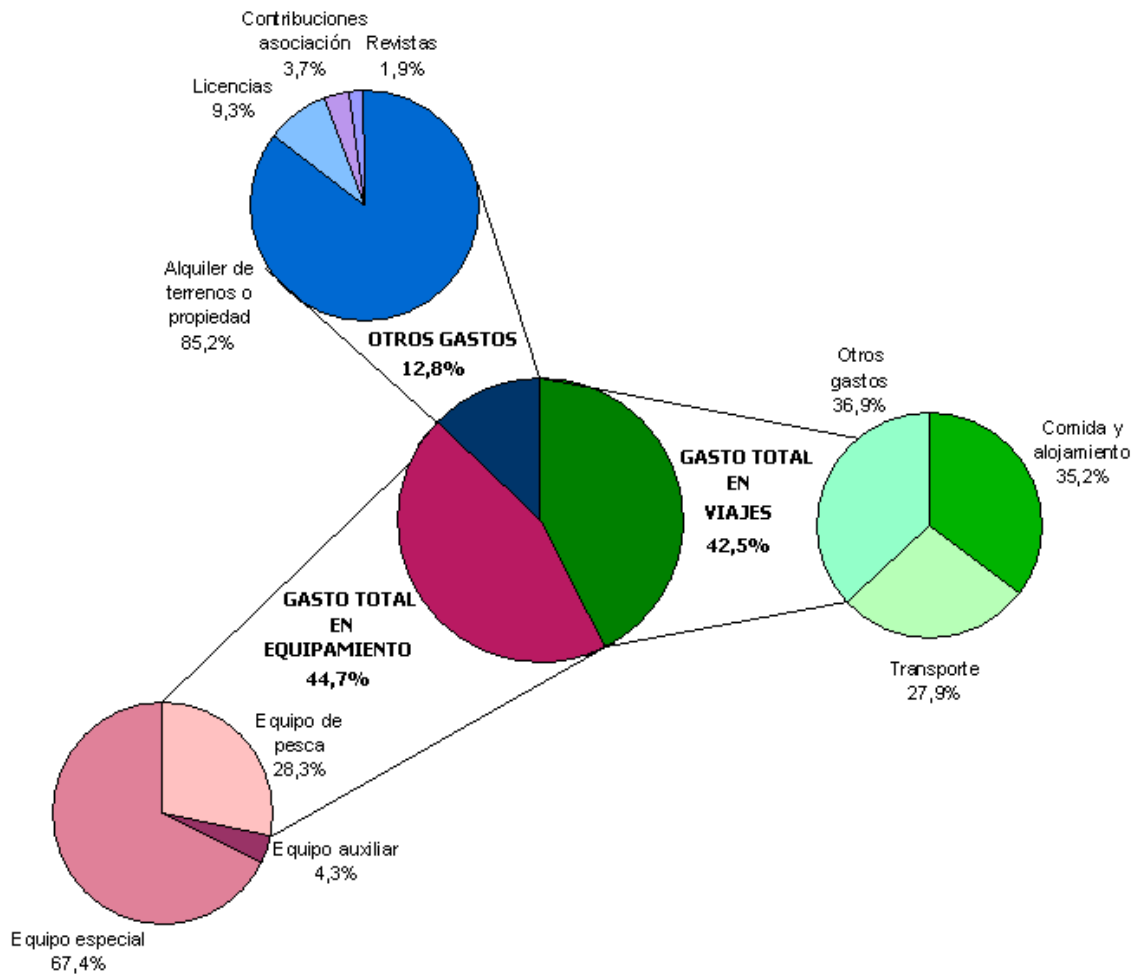 Contribuciones
asociación
3,7%
Revistas
1,9%
Licencias
9,3%
Alquiler de
terrenos o
propiedad
85,2%
OTROS GASTOS
12,8%
Otros
gastos
36,9%
Comida y
alojamiento
35,2%
GASTO TOTAL
EN
VIAJES
42,5%
Transporte
27,9%
GASTO TOTAL
EN
EQUIPAMIENTO
44,7%
Equipo de
pesca
28,3%
Equipo auxiliar
4,3%
Equipo especial
67,4%